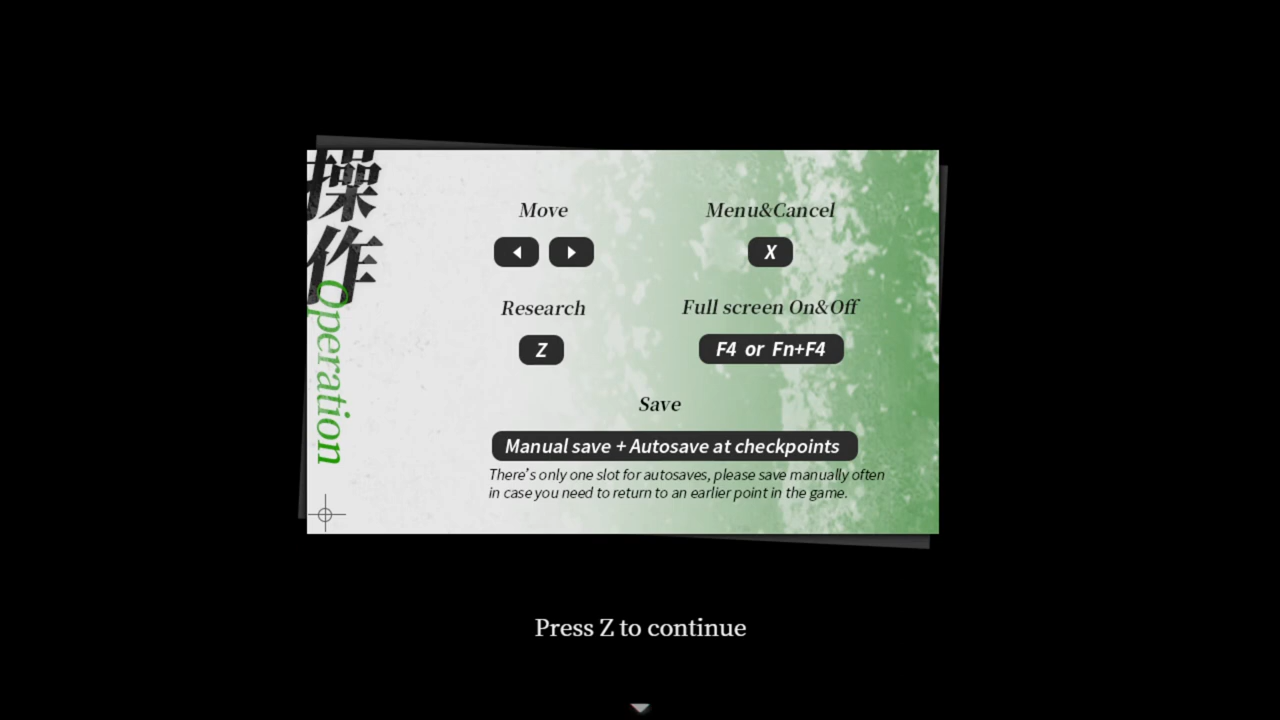 操作
Operation
Move
Menu&Cancel
X
Research
Full screen On&Off
Z
F4 or Fn+F4
Save
Manual save + Autosave at checkpoints
There's only one slot for autosaves, please save manually often
in case you need to return to an earlier point in the game.
Press Z to continue